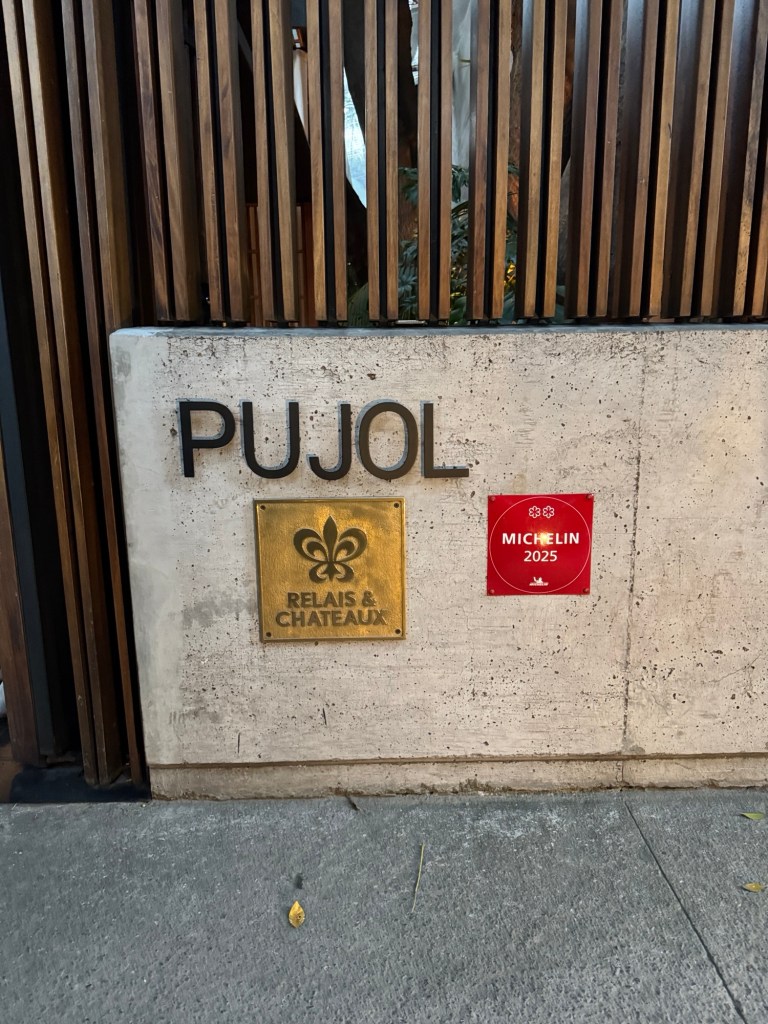 PUJOL
RELAIS &
CHATEAUX
MICHELIN
2025